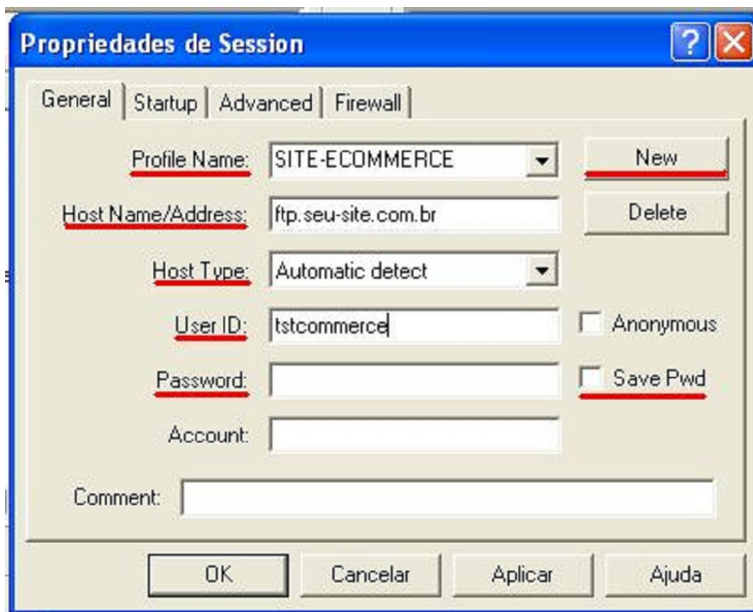 Propriedades de Session
General Startup Advanced Firewall
Profile Name: SITE-ECOMMERCE New
Host Name/Address: ftp.seu-site.com.br Delete
Host Type: Automatic detect
User ID: tstcommerce Anonymous
Password: Save Pwd
Account:
Comment:
OK Cancelar Aplicar Ajuda